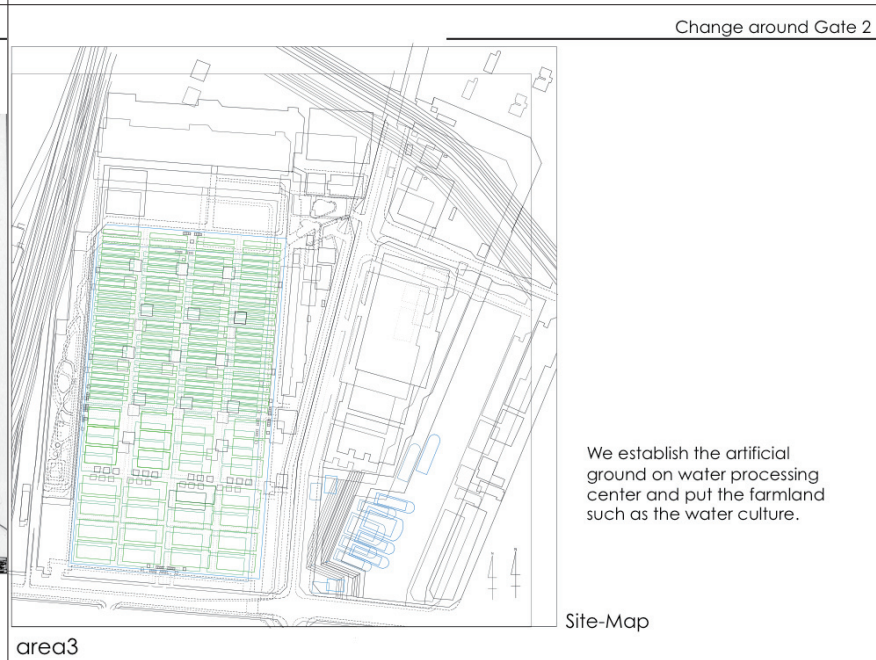 Change around Gate 2
We establish the artificial
ground on water processing
center and put the farmland
such as the water culture.
Site-Map
area3